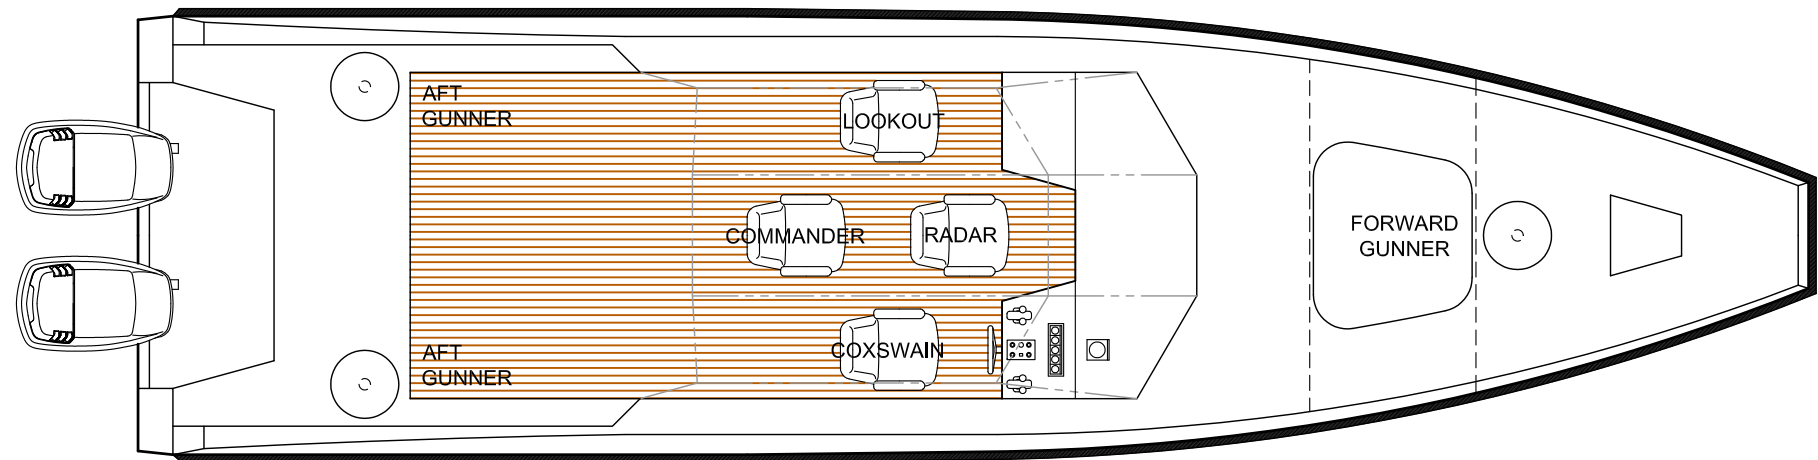 AFT
GUNNER
LOOKOUT
COMMANDER
RADAR
FORWARD
GUNNER
COXSWAIN
AFT
GUNNER